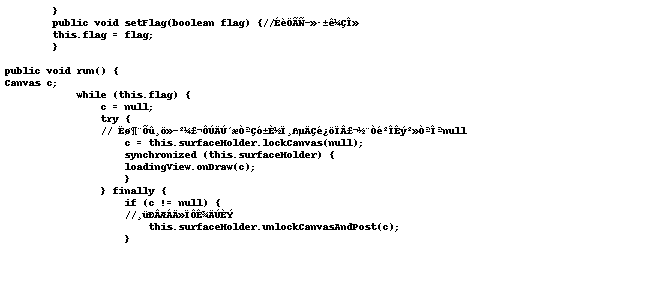 }
public void setFlag(boolean flag) {//ÉèÖÃÑ-»·±ê¼ÇÎ»
this.flag = flag;
}
public void run() {
Canvas c;
while (this.flag) {
c = null;
try {
// Ëø¶¨Õû¸ö»-²¼£¬ÔÚÄÚ´æÒªÇó±È½Ï¸ßµÄÇé¿öÏÂ£¬½¨Òé²ÎÊý²»ÒªÎªnull
c = this.surfaceHolder.lockCanvas(null);
synchronized (this.surfaceHolder) {
loadingView.onDraw(c);
}
} finally {
if (c != null) {
//¸üÐÂÆÁÄ»ÏÔÊ¾ÄÚÈÝ
this.surfaceHolder.unlockCanvasAndPost(c);
}